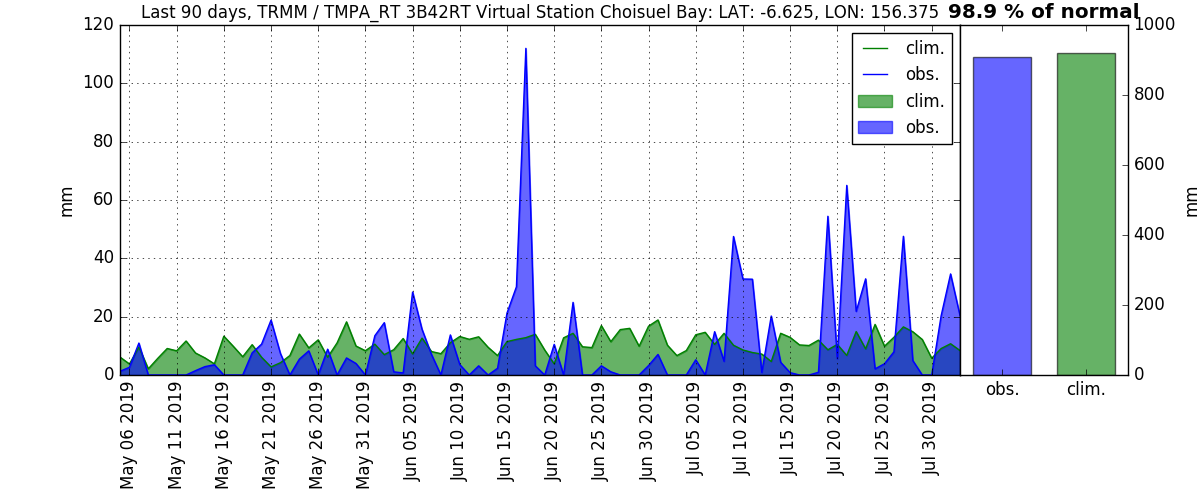 Last 90 days, TRMM / TMPA_RT 3B42RT Virtual Station Choisuel Bay: LAT: -6.625, LON: 156.375 98.9 % of normal
120
100
80
60
40
20
0
mm
clim.
obs.
clim.
obs.
May 06 2019
May 11 2019
May 16 2019
May 21 2019
May 26 2019
May 31 2019
Jun 05 2019
Jun 10 2019
Jun 15 2019
Jun 20 2019
Jun 25 2019
Jun 30 2019
Jul 05 2019
Jul 10 2019
Jul 15 2019
Jul 20 2019
Jul 25 2019
Jul 30 2019
1000
800
600
400
200
0
mm
obs.
clim.